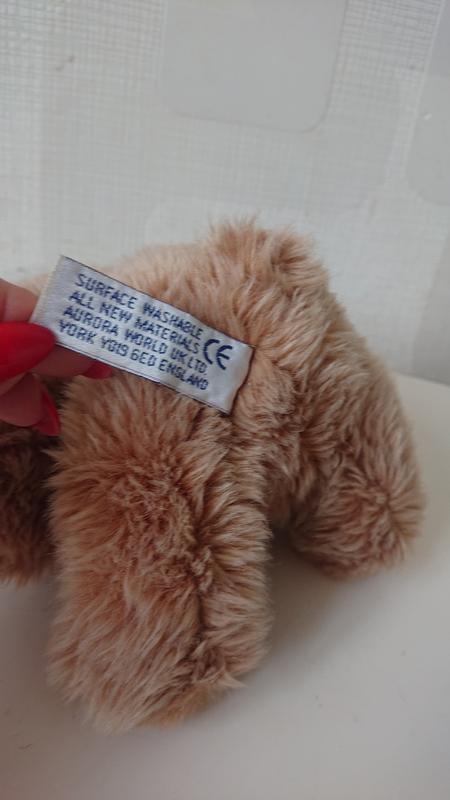 SURFACE WASHABLE
ALL NEW MATERIALS CE
AURORA WORLD UK LTD.
YORK YO19 6ED ENGLAND